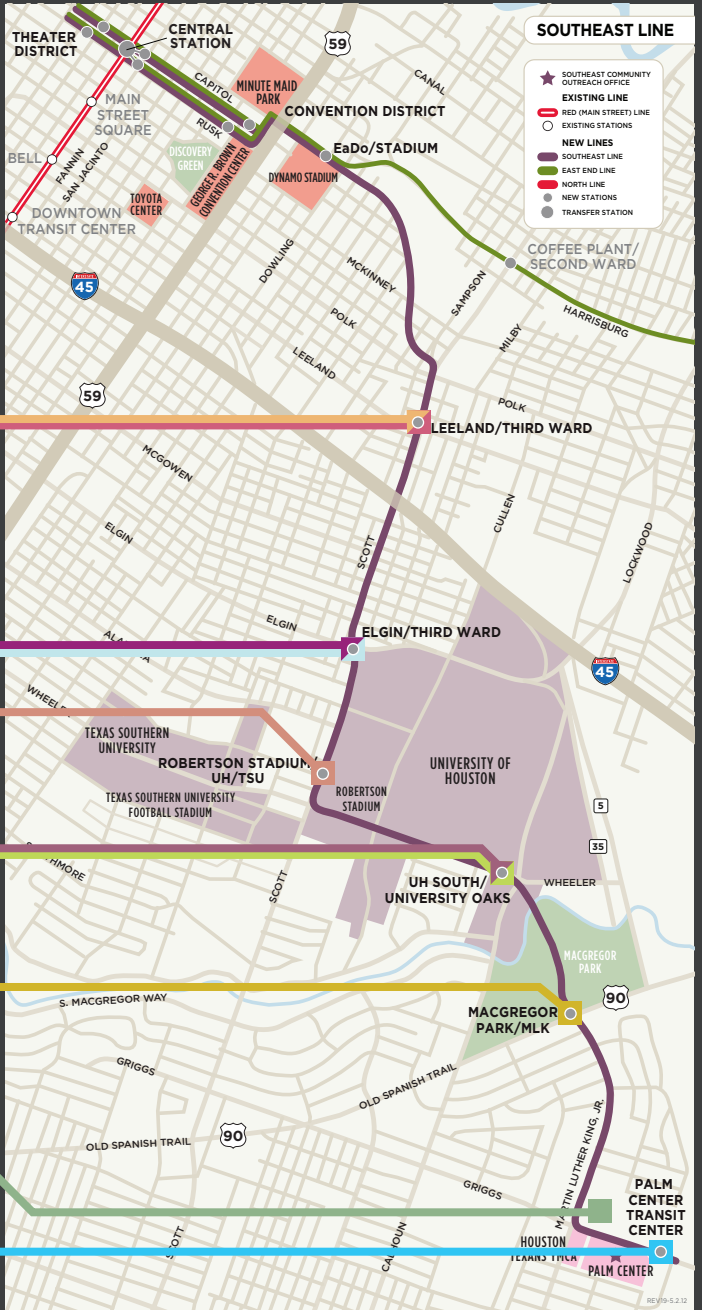 SOUTHEAST LINE
SOUTHEAST COMMUNITY
OUTREACH OFFICE
EXISTING LINE
RED (MAIN STREET) LINE
EXISTING STATIONS
NEW LINES
SOUTHEAST LINE
EAST END LINE
NORTH LINE
NEW STATIONS
TRANSFER STATION
THEATER
DISTRICT
CENTRAL
STATION
59
CANAL
CAPITOL
MINUTE MAID
PARK
MAIN
STREET
SQUARE
CONVENTION DISTRICT
RUSK
EaDo/STADIUM
BELL
FANNIN
SAN JACINTO
DISCOVERY
GREEN
GEORGE R. BROWN
CONVENTION CENTER
DYNAMO STADIUM
TOYOTA
CENTER
DOWNTOWN
TRANSIT CENTER
COFFEE PLANT/
SECOND WARD
45
DOWLING
MCKINNEY
SAMPSON
HARRISBURG
POLK
MILBY
LEELAND
59
POLK
LEELAND/THIRD WARD
MCGOWEN
CULLEN
ELGIN
SCOTT
LOCKWOOD
ELGIN
ELGIN/THIRD WARD
45
TEXAS SOUTHERN
UNIVERSITY
ROBERTSON STADIUM/
UH/TSU
UNIVERSITY OF
HOUSTON
TEXAS SOUTHERN UNIVERSITY
FOOTBALL STADIUM
ROBERTSON
STADIUM
5
35
SCOTT
UH SOUTH/
UNIVERSITY OAKS
WHEELER
MACGREGOR
PARK
90
S. MACGREGOR WAY
MACGREGOR
PARK/MLK
GRIGGS
OLD SPANISH TRAIL
90
OLD SPANISH TRAIL
MARTIN LUTHER KING, JR.
GRIGGS
PALM
CENTER
TRANSIT
CENTER
SCOTT
CALHOUN
HOUSTON
TEXANS YMCA
PALM CENTER
REV19-5.2.12